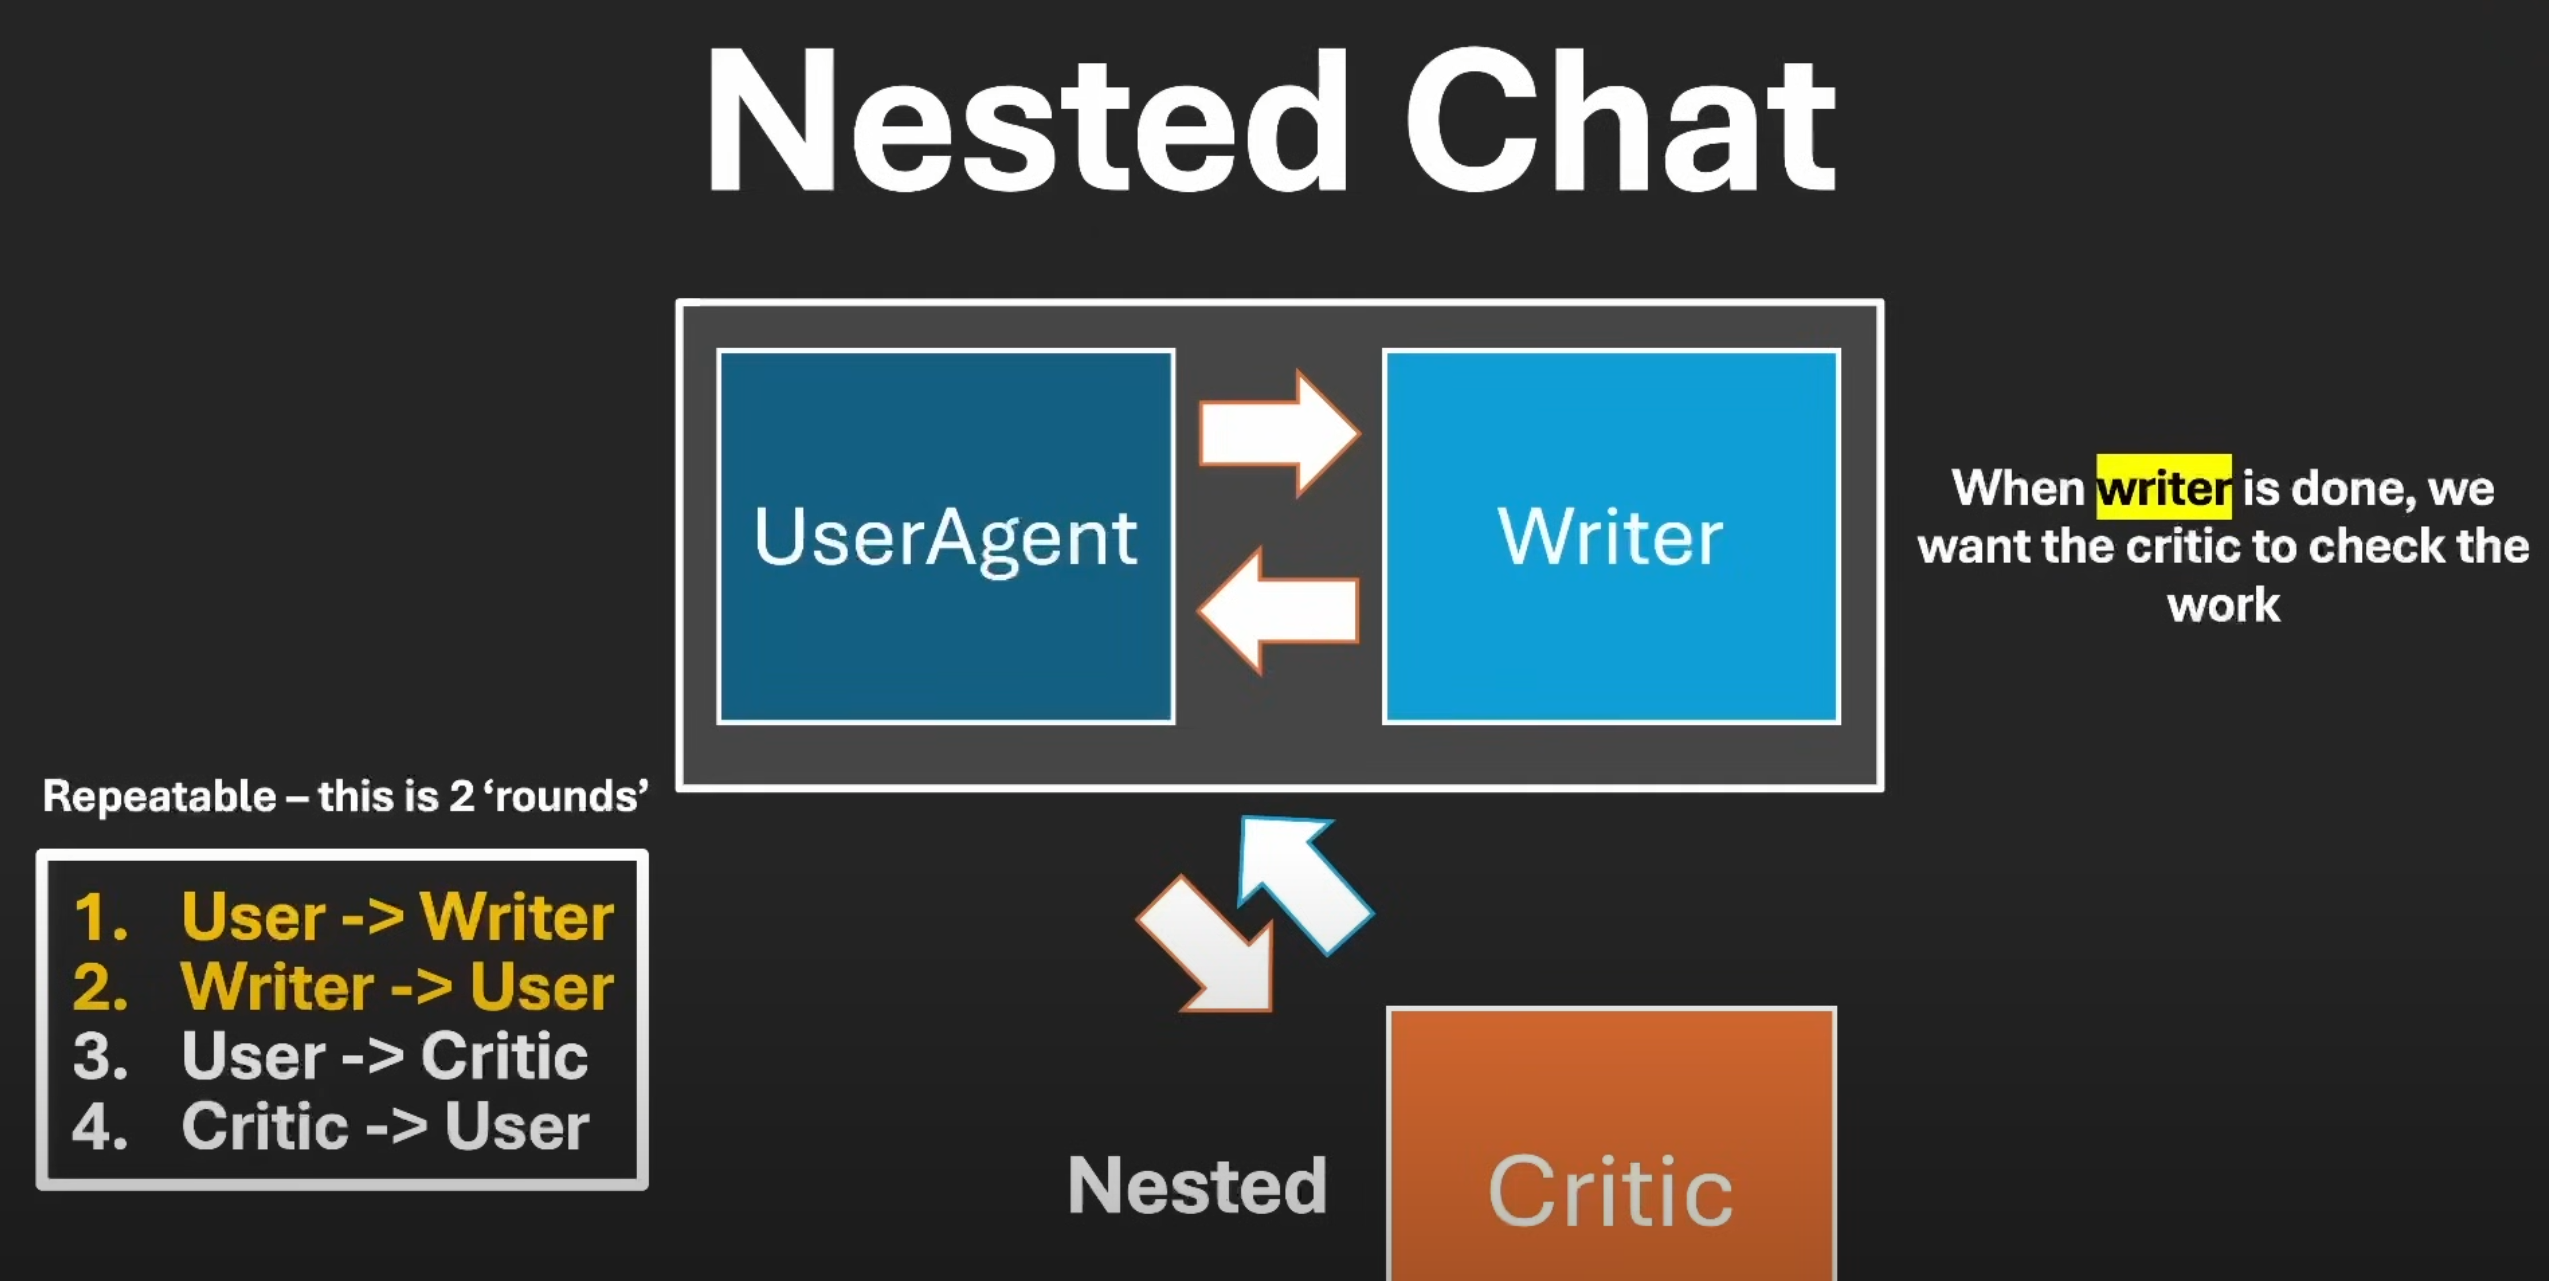 Nested Chat
UserAgent
Writer
When writer is done, we
want the critic to check the
work
Repeatable – this is 2 ‘rounds’
1. User -> Writer
2. Writer -> User
3. User -> Critic
4. Critic -> User
Nested
Critic